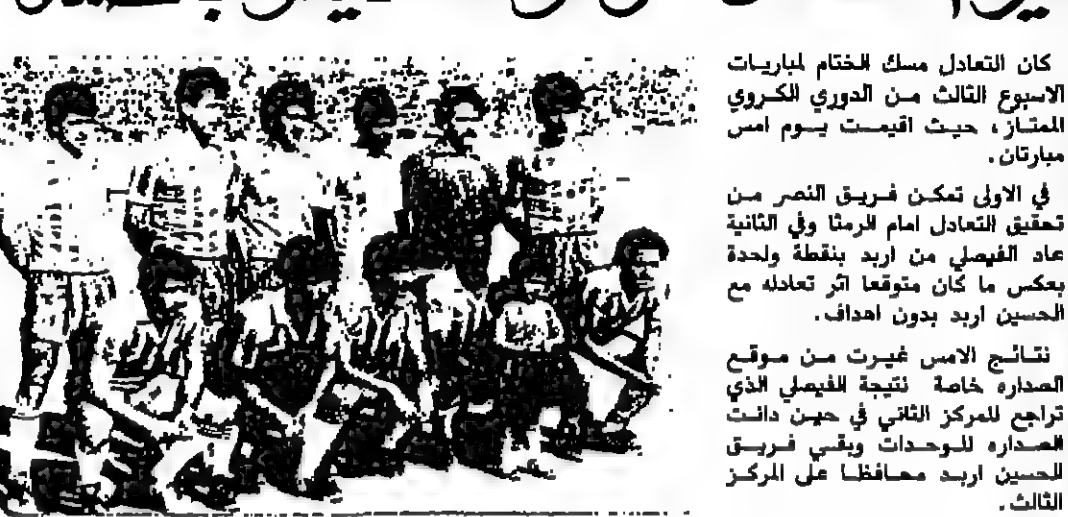 كان التعادل مسك الختام لمباريات
الاسبوع الثالث من الدوري الكروي
الممتاز، حيث اقيمت يوم امس
مبارتان.
في الاولى تمكن فريق النصر من
تحقيق التعادل امام الرمثا وفي الثانية
عاد الفيصلي من اربد بنقطة واحدة
بعكس ما كان متوقعا اثر تعادله مع
الحسين اربد بدون اهداف.
نتائج الامس غيرت من موقع
الصداره خاصة نتيجة الفيصلي الذي
تراجع للمركز الثاني في حين دانت
الصداره للوحدات وبقي فريق
الحسين اربد محافظا على المركز
الثالث.